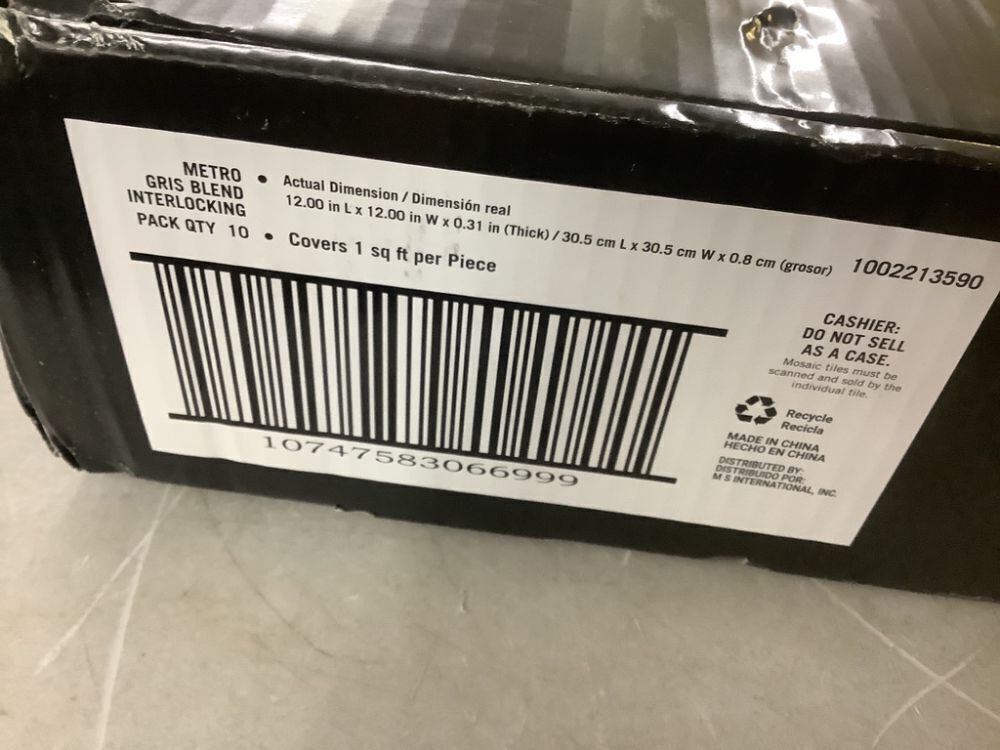 METRO
GRIS BLEND
INTERLOCKING
PACK QTY 10
• Actual Dimension / Dimensión real
12.00 in L x 12.00 in W x 0.31 in (Thick) / 30.5 cm L x 30.5 cm W x 0.8 cm (grosor)
• Covers 1 sq ft per Piece
1002213590
10747583066999
CASHIER:
DO NOT SELL
AS A CASE.
Mosaic tiles must be
scanned and sold by the
individual tile.
Recycle
Recicla
MADE IN CHINA
HECHO EN CHINA
DISTRIBUTED BY:
DISTRIBUIDO POR:
M S INTERNATIONAL, INC.